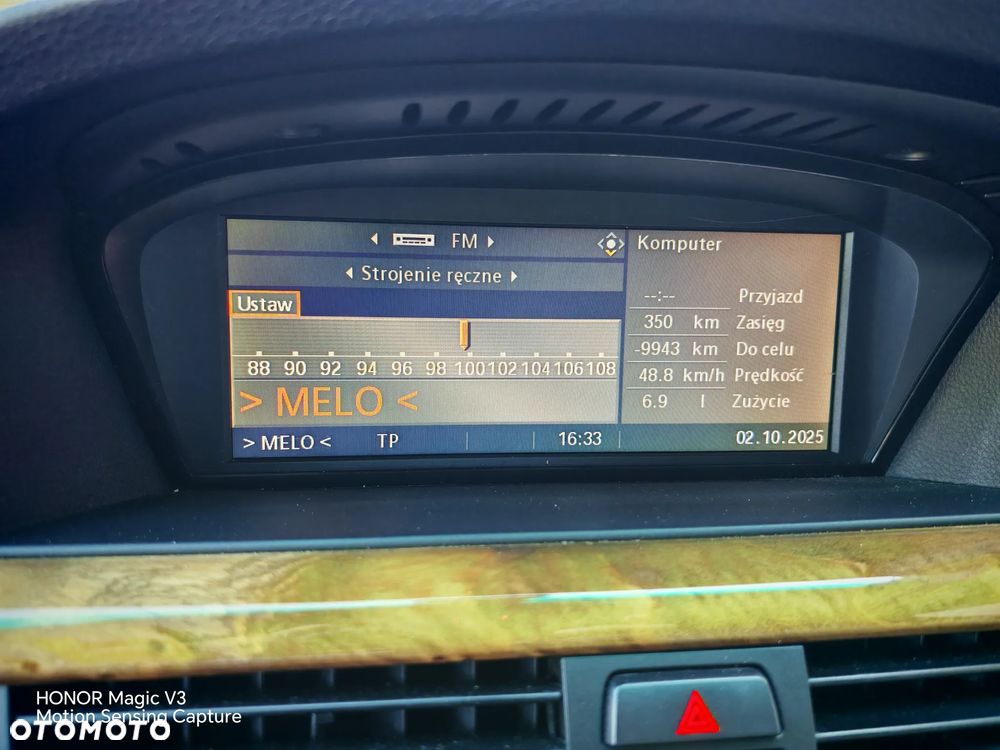 FM
Strojenie ręczne
Ustaw
88 90 92 94 96 98 100 102 104 106 108
> MELO <
> MELO < TP 16:33
Komputer
--:-- Przyjazd
350 km Zasięg
-9943 km Do celu
48.8 km/h Prędkość
6.9 l Zużycie
02.10.2025
HONOR Magic V3
Motion Sensing Capture
OTOMOTO